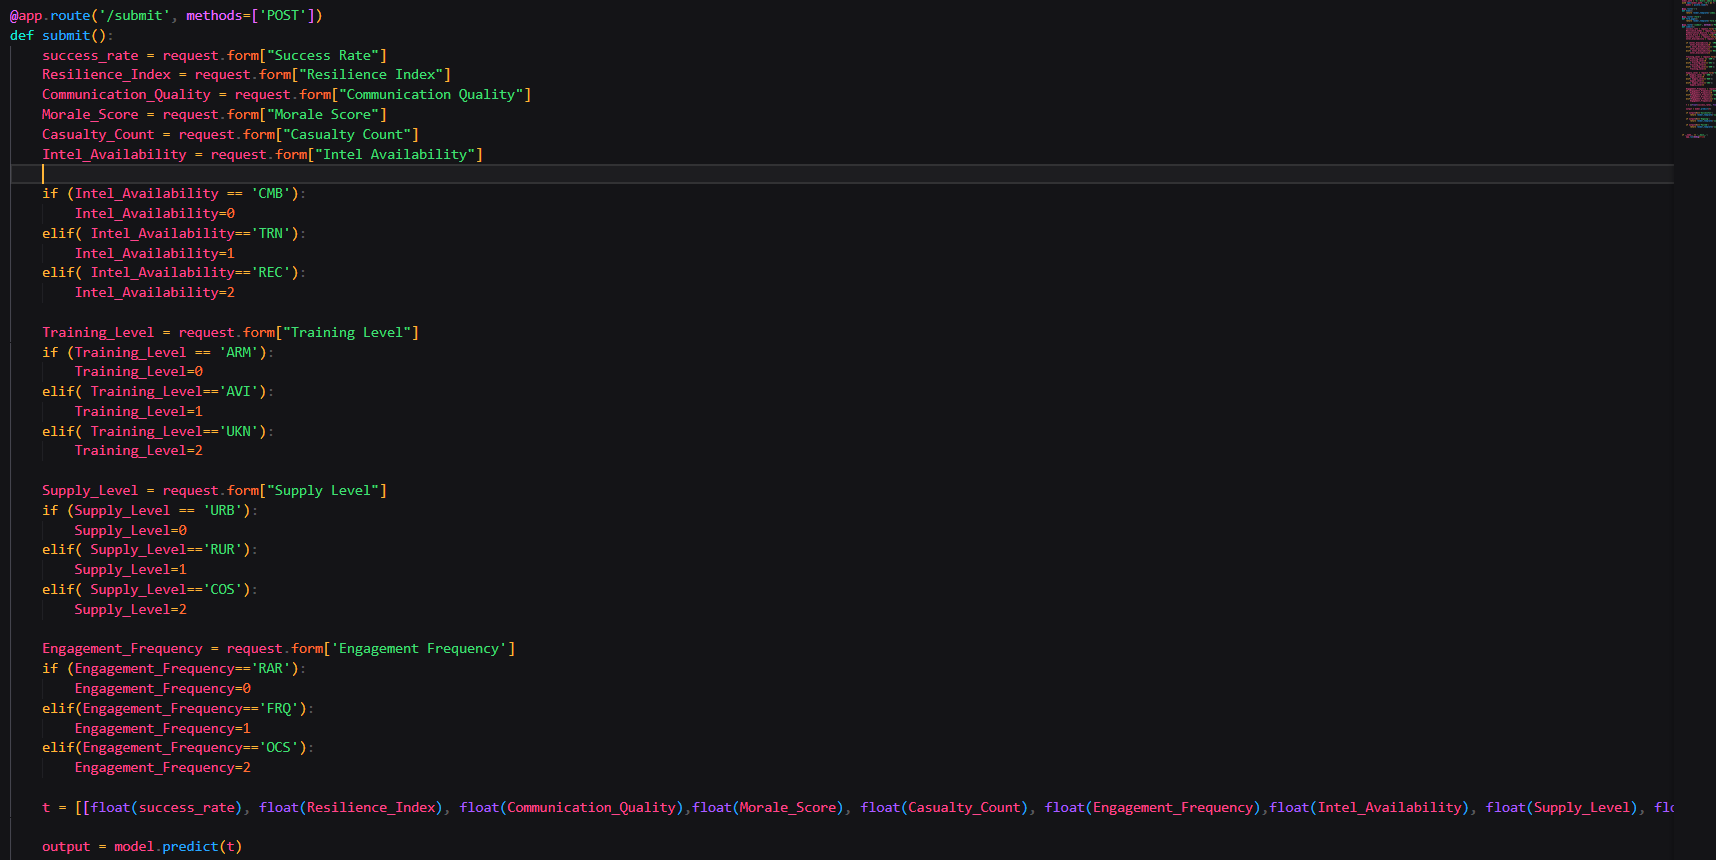 @app.route('/submit', methods=['POST'])
def submit():
    success_rate = request.form["Success Rate"]
    Resilience_Index = request.form["Resilience Index"]
    Communication_Quality = request.form["Communication Quality"]
    Morale_Score = request.form["Morale Score"]
    Casualty_Count = request.form["Casualty Count"]
    Intel_Availability = request.form["Intel Availability"]
    if (Intel_Availability == 'CMB'):
        Intel_Availability=0
    elif( Intel_Availability=='TRN'):
        Intel_Availability=1
    elif( Intel_Availability=='REC'):
        Intel_Availability=2
    Training_Level = request.form["Training Level"]
    if (Training_Level == 'ARM'):
        Training_Level=0
    elif( Training_Level=='AVI'):
        Training_Level=1
    elif( Training_Level=='UKN'):
        Training_Level=2
    Supply_Level = request.form["Supply Level"]
    if (Supply_Level == 'URB'):
        Supply_Level=0
    elif( Supply_Level=='RUR'):
        Supply_Level=1
    elif( Supply_Level=='COS'):
        Supply_Level=2
    Engagement_Frequency = request.form['Engagement Frequency']
    if (Engagement_Frequency=='RAR'):
        Engagement_Frequency=0
    elif(Engagement_Frequency=='FRQ'):
        Engagement_Frequency=1
    elif(Engagement_Frequency=='OCS'):
        Engagement_Frequency=2
    t = [[float(success_rate), float(Resilience_Index), float(Communication_Quality),float(Morale_Score), float(Casualty_Count), float(Engagement_Frequency),float(Intel_Availability), float(Supply_Level),
    output = model.predict(t)